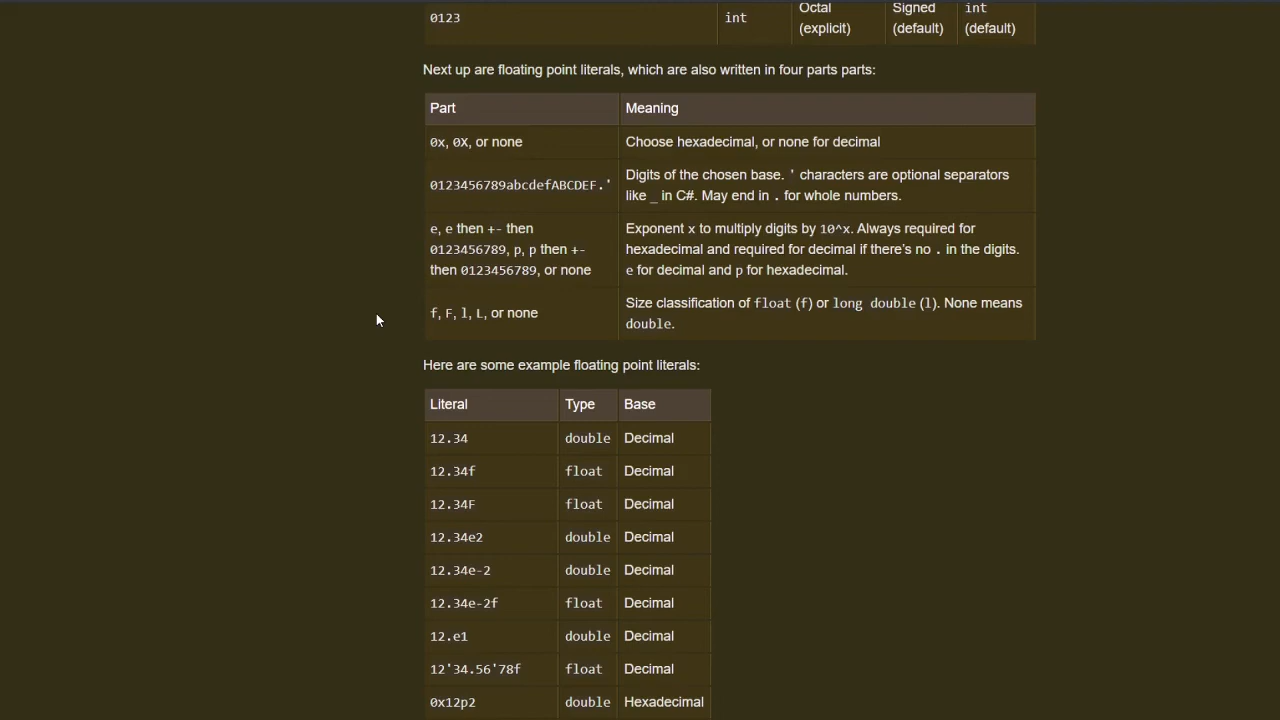 0123 int Octal (explicit) Signed (default) int (default)
Next up are floating point literals, which are also written in four parts parts:
Part Meaning
0x, 0X, or none Choose hexadecimal, or none for decimal
0123456789abcdefABCDEF.' Digits of the chosen base. ' characters are optional separators
like _ in C#. May end in . for whole numbers.
e, e then +- then
0123456789, p, p then +-
then 0123456789, or none
Exponent x to multiply digits by 10^x. Always required for
hexadecimal and required for decimal if there's no . in the digits.
e for decimal and p for hexadecimal.
f, F, l, L, or none
Size classification of float (f) or long double (l). None means
double.
Here are some example floating point literals:
Literal Type Base
12.34 double Decimal
12.34f float Decimal
12.34F float Decimal
12.34e2 double Decimal
12.34e-2 double Decimal
12.34e-2f float Decimal
12.e1 double Decimal
12'34.56'78f float Decimal
0x12p2 double Hexadecimal